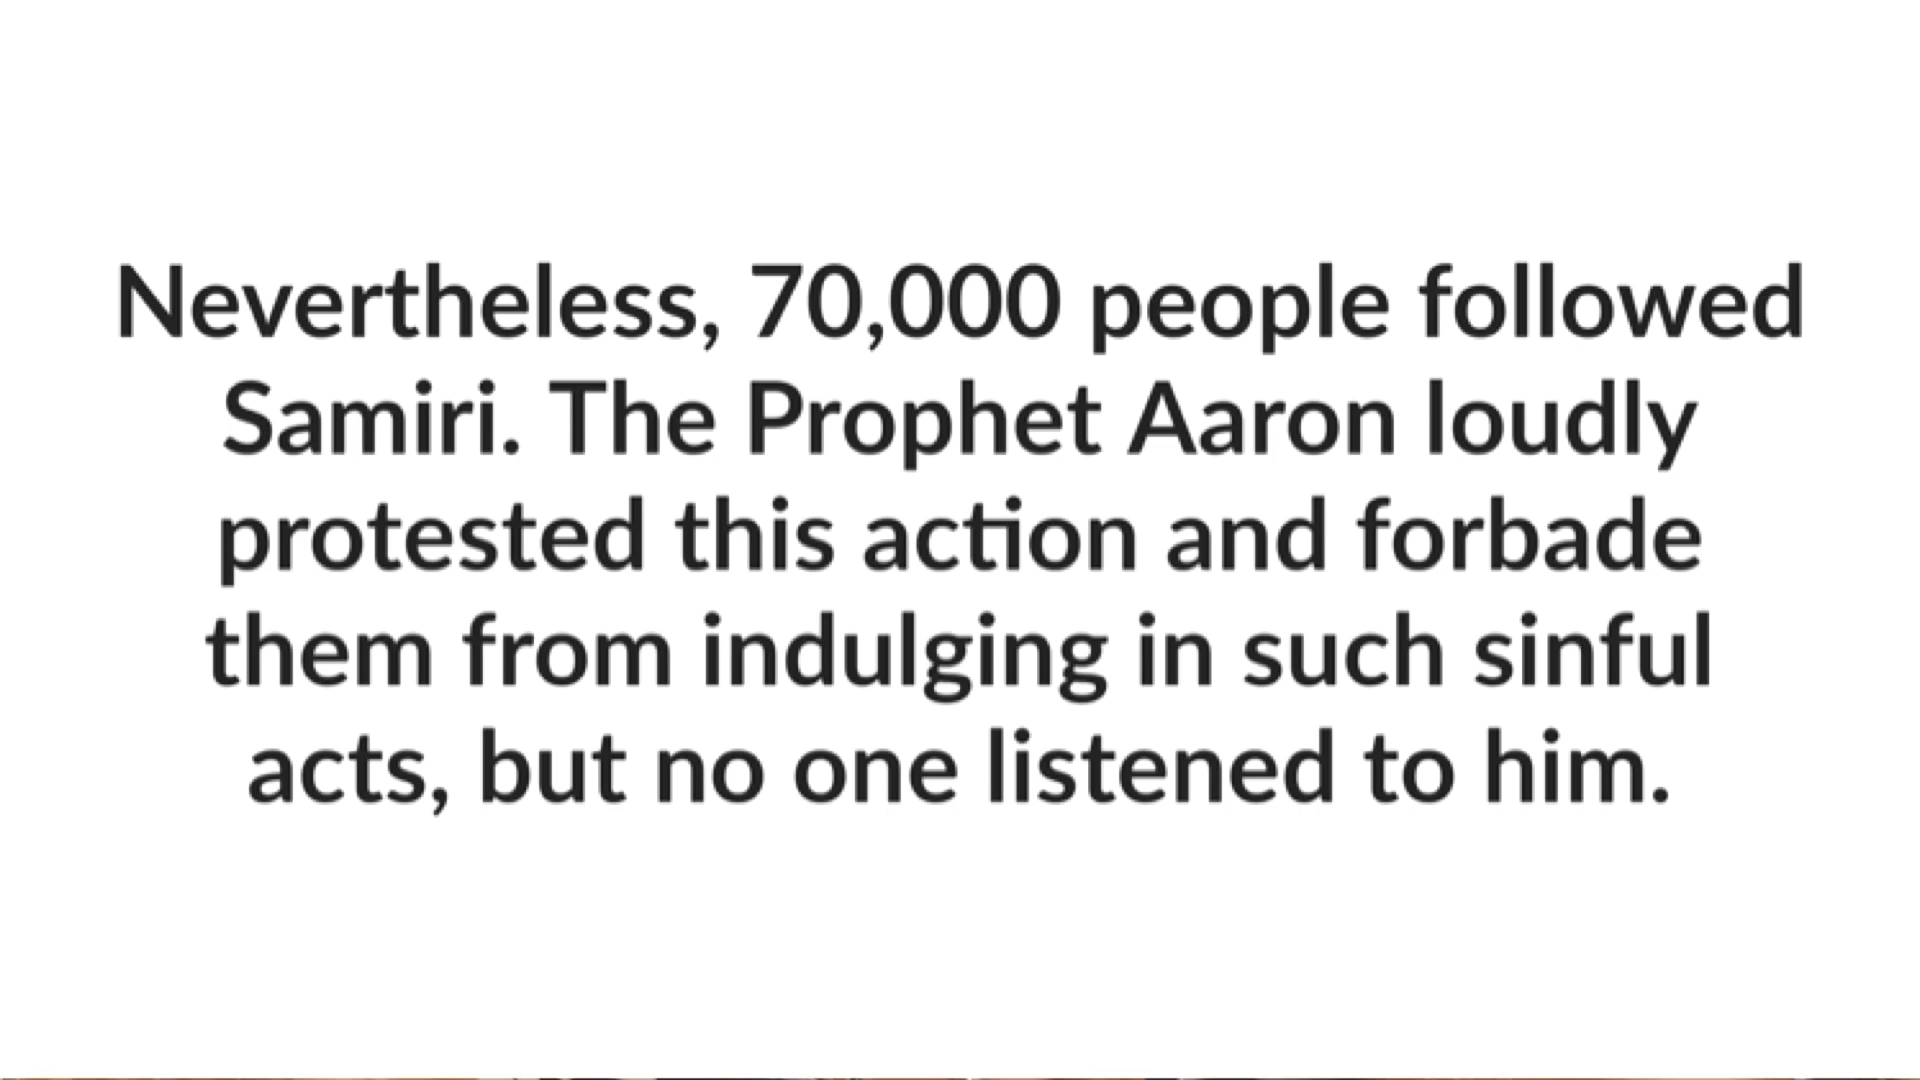 Nevertheless, 70,000 people followed
Samiri. The Prophet Aaron loudly
protested this action and forbade
them from indulging in such sinful
acts, but no one listened to him.